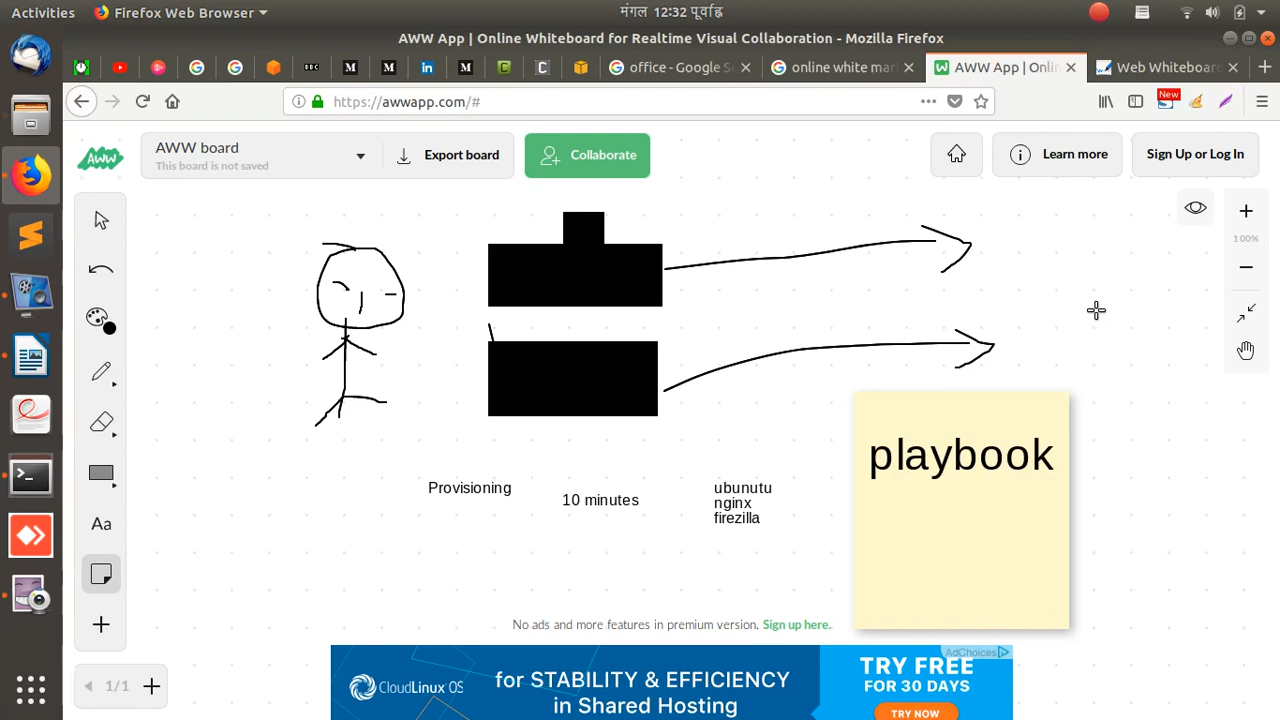 Activities Firefox Web Browser मंगल 12:32 पूर्वाह्न
AWW App | Online Whiteboard for Realtime Visual Collaboration - Mozilla Firefox
BBC office - Google S online white mar AWW App | Onlin Web Whiteboar
https://awwapp.com/# New
AWW AWW board
This board is not saved
Export board Collaborate Learn more Sign Up or Log In
100%
Provisioning
10 minutes
ubunutu
nginx
firezilla
playbook
Aa
No ads and more features in premium version. Sign up here.
1/1
CloudLinux OS
for STABILITY & EFFICIENCY
in Shared Hosting
AdChoices
TRY FREE
FOR 30 DAYS
TRY NOW